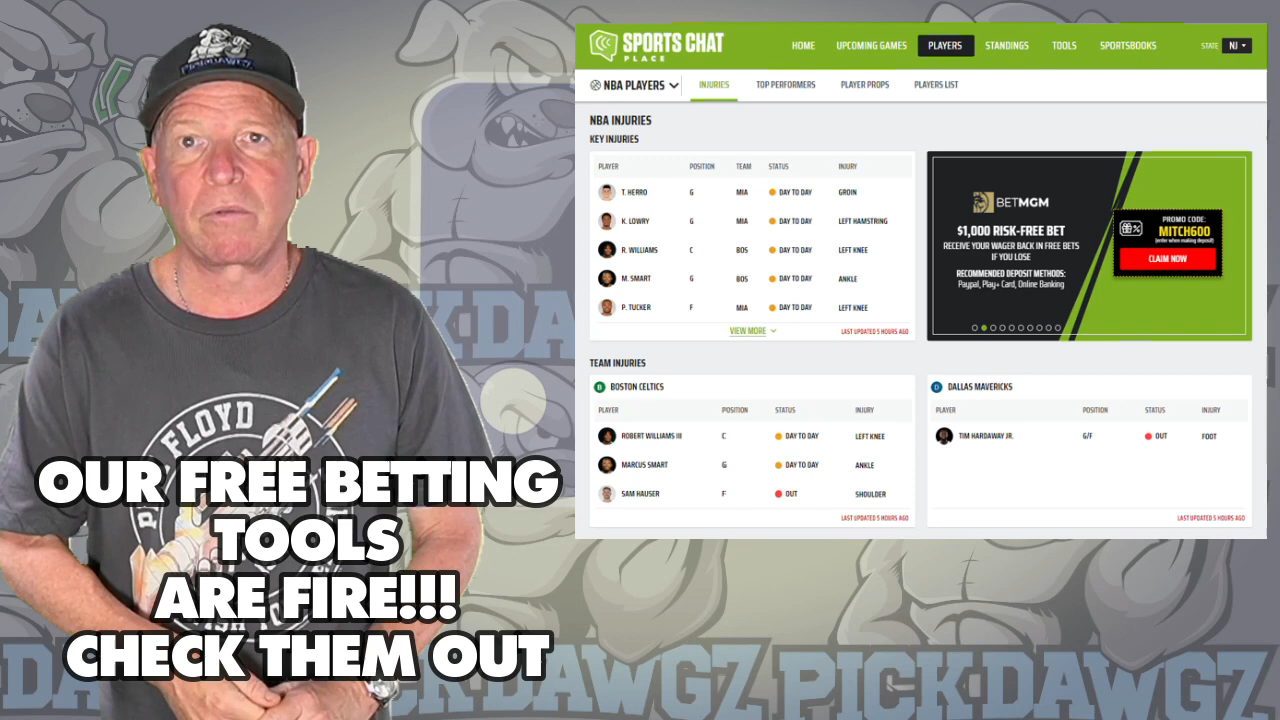 SPORTS CHAT
PLACE
HOME UPCOMING GAMES PLAYERS STANDINGS TOOLS SPORTSBOOKS STATE NJ
NBA PLAYERS INJURIES TOP PERFORMERS PLAYER PROPS PLAYERS LIST
NBA INJURIES
KEY INJURIES
PLAYER POSITION TEAM STATUS INJURY
T. HERRO G MIA DAY TO DAY GROIN
K. LOWRY G MIA DAY TO DAY LEFT HAMSTRING
R. WILLIAMS C BOS DAY TO DAY LEFT KNEE
M. SMART G BOS DAY TO DAY ANKLE
P. TUCKER F MIA DAY TO DAY LEFT KNEE
VIEW MORE LAST UPDATED 5 HOURS AGO
BETMGM
$1,000 RISK-FREE BET
RECEIVE YOUR WAGER BACK IN FREE BETS
IF YOU LOSE
RECOMMENDED DEPOSIT METHODS:
Paypal, Play+ Card, Online Banking
PROMO CODE:
MITCH600
(enter when making deposit)
CLAIM NOW
TEAM INJURIES
B BOSTON CELTICS
PLAYER POSITION STATUS INJURY
ROBERT WILLIAMS III C DAY TO DAY LEFT KNEE
MARCUS SMART G DAY TO DAY ANKLE
SAM HAUSER F OUT SHOULDER
LAST UPDATED 5 HOURS AGO
D DALLAS MAVERICKS
PLAYER POSITION STATUS INJURY
TIM HARDAWAY JR. G/F OUT FOOT
LAST UPDATED 5 HOURS AGO
PICKDAWGZ
FLOYD
OUR FREE BETTING
TOOLS
ARE FIRE!!!
CHECK THEM OUT
PICKDAWGZ